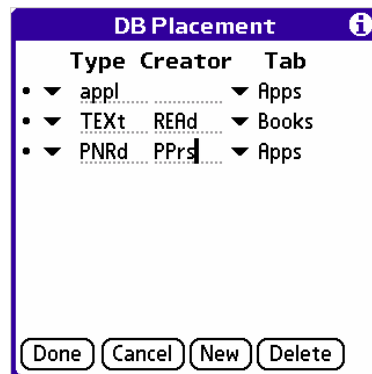 DB Placement
Type Creator Tab
appl Apps
TEXt REAd Books
PNRd PPrs Apps
Done Cancel New Delete